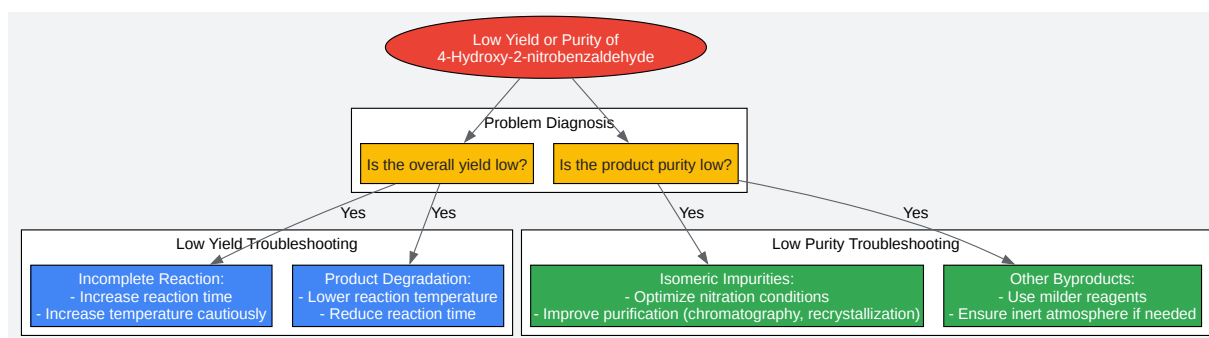 Low Yield or Purity of
4-Hydroxy-2-nitrobenzaldehyde
Problem Diagnosis
Is the overall yield low?
Is the product purity low?
Yes
Yes
Yes
Yes
Low Yield Troubleshooting
Incomplete Reaction:
- Increase reaction time
- Increase temperature cautiously
Product Degradation:
- Lower reaction temperature
- Reduce reaction time
Low Purity Troubleshooting
Isomeric Impurities:
- Optimize nitration conditions
- Improve purification (chromatography, recrystallization)
Other Byproducts:
- Use milder reagents
- Ensure inert atmosphere if needed